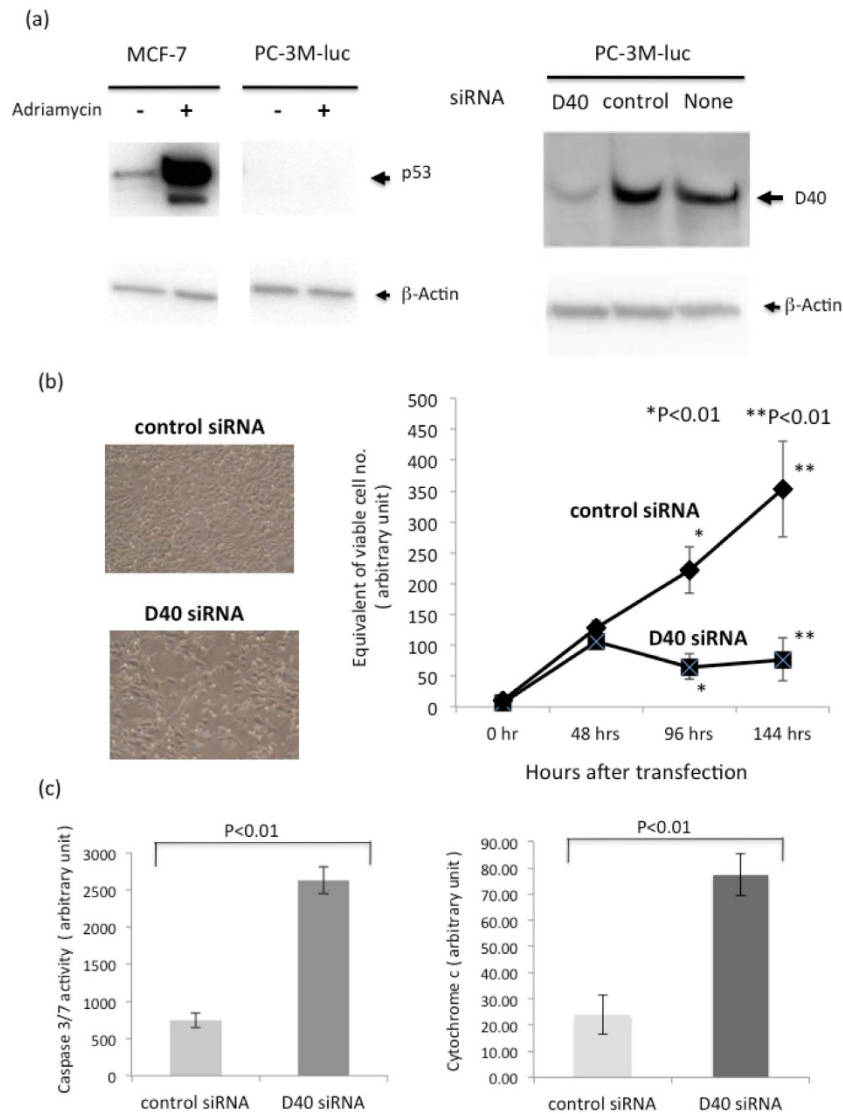 (a)
MCF-7 PC-3M-luc
Adriamycin - + - +
p53
β-Actin
PC-3M-luc
siRNA D40 control None
D40
β-Actin
(b)
control siRNA
D40 siRNA
Equivalent of viable cell no.
( arbitrary unit )
500
450
400
350
300
250
200
150
100
50
0
*P<0.01 **P<0.01
control siRNA
**
*
D40 siRNA
**
*
0 hr 48 hrs 96 hrs 144 hrs
Hours after transfection
(c)
Caspase 3/7 activity ( arbitrary unit )
P<0.01
3000
2500
2000
1500
1000
500
0
control siRNA D40 siRNA
Cytochrome c ( arbitrary unit )
P<0.01
90.00
80.00
70.00
60.00
50.00
40.00
30.00
20.00
10.00
0.00
control siRNA D40 siRNA